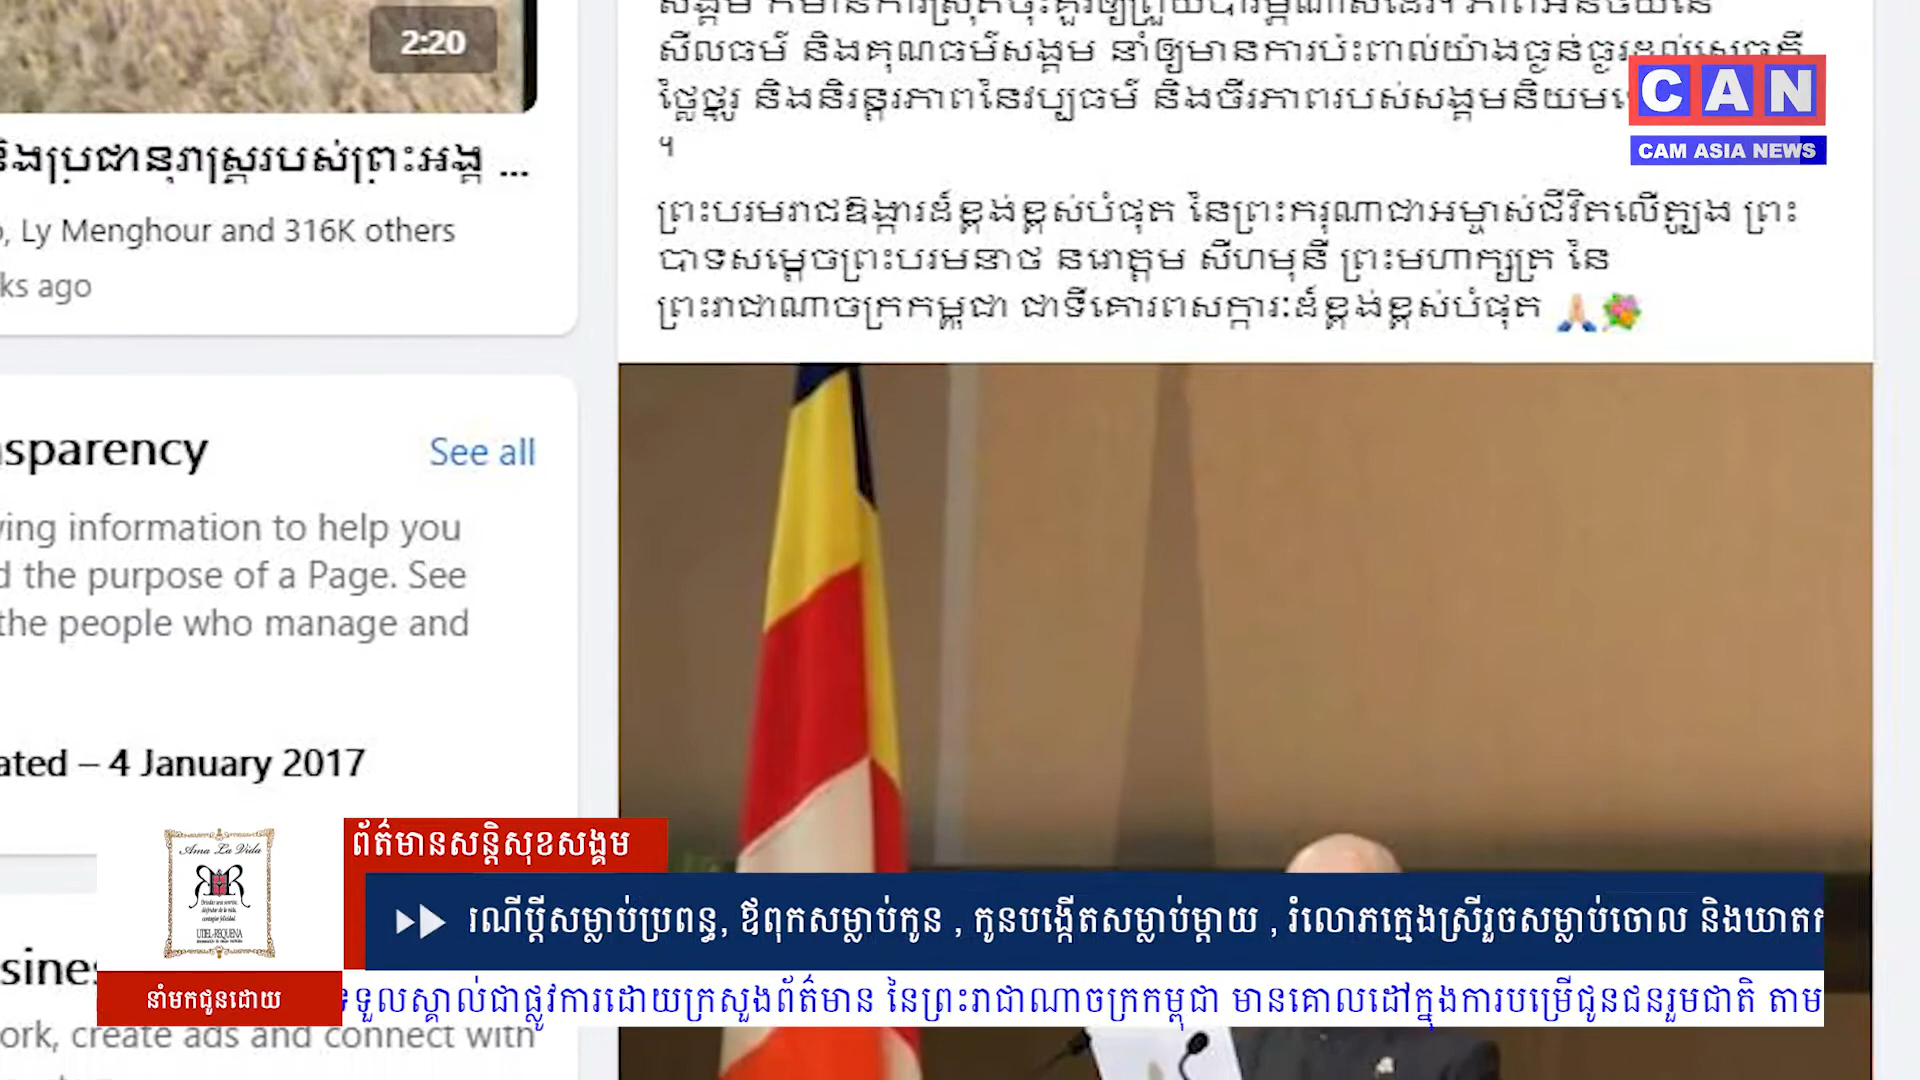 2:20
និងប្រជានុរាស្ត្ររបស់ព្រះអង្គ ...
, Ly Menghour and 316K others
ks ago
sparency
See all
ving information to help you
d the purpose of a Page. See
the people who manage and
ated – 4 January 2017
sines
ork, create ads and connect with
សីលធម៌ និងគុណធម៌សង្គម នាំឲ្យមានការប៉ះពាល់យ៉ាងធ្ងន់ធ្ងរដល់សេចក្តី
ថ្លៃថ្នូរ និងនិរន្តរភាពនៃវប្បធម៌ និងចីរភាពរបស់សង្គមនិយម
។
ព្រះបរមរាជឱង្ការដ៏ខ្ពង់ខ្ពស់បំផុត នៃព្រះករុណាជាអម្ចាស់ជីវិតលើត្បូង ព្រះ
បាទសម្តេចព្រះបរមនាថ នរោត្តម សីហមុនី ព្រះមហាក្សត្រ នៃ
ព្រះរាជាណាចក្រកម្ពុជា ជាទីគោរពសក្ការៈដ៏ខ្ពង់ខ្ពស់បំផុត 🙏🏻💐
CAN
CAM ASIA NEWS
Ama La Vida
UTIEL-REQUENA
ព័ត៌មានសន្តិសុខសង្គម
រណីប្តីសម្លាប់ប្រពន្ធ, ឪពុកសម្លាប់កូន , កូនបង្កើតសម្លាប់ម្តាយ , រំលោភក្មេងស្រីរួចសម្លាប់ចោល និងឃាតក
នាំមកជូនដោយ
ទទួលស្គាល់ជាផ្លូវការដោយក្រសួងព័ត៌មាន នៃព្រះរាជាណាចក្រកម្ពុជា មានគោលដៅក្នុងការបម្រើជូនជនរួមជាតិ តាម